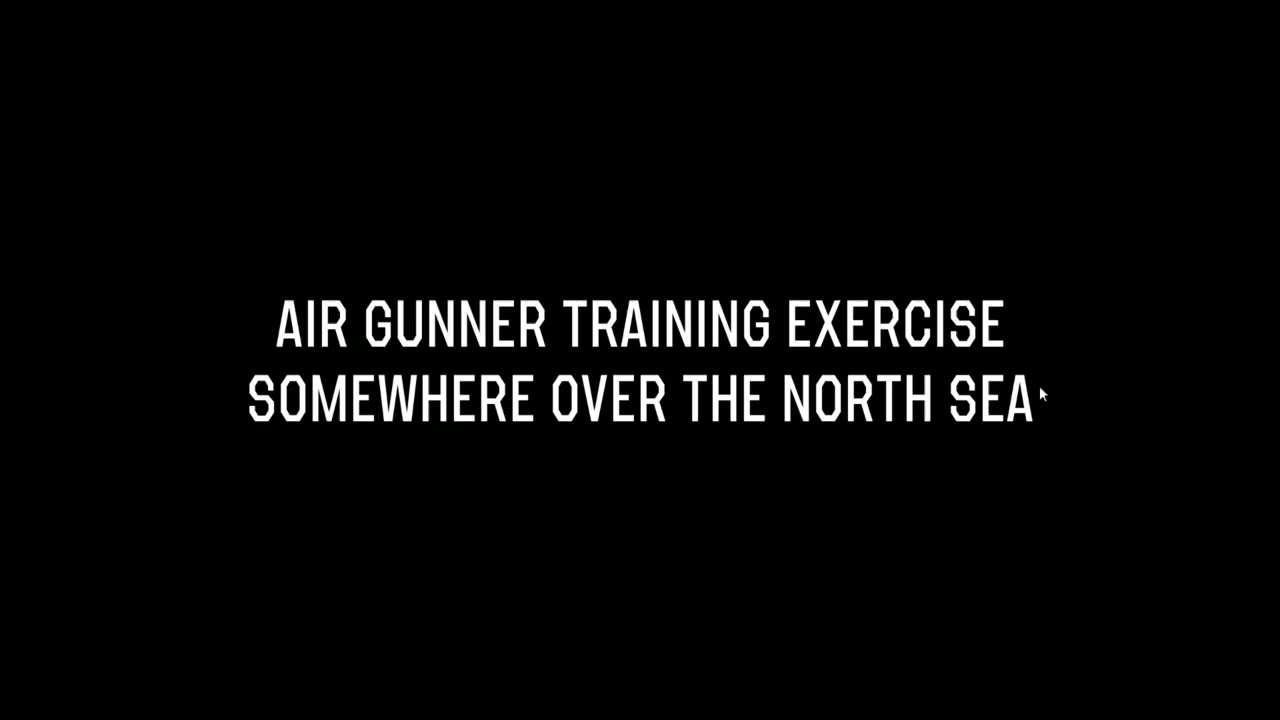 AIR GUNNER TRAINING EXERCISE
SOMEWHERE OVER THE NORTH SEA